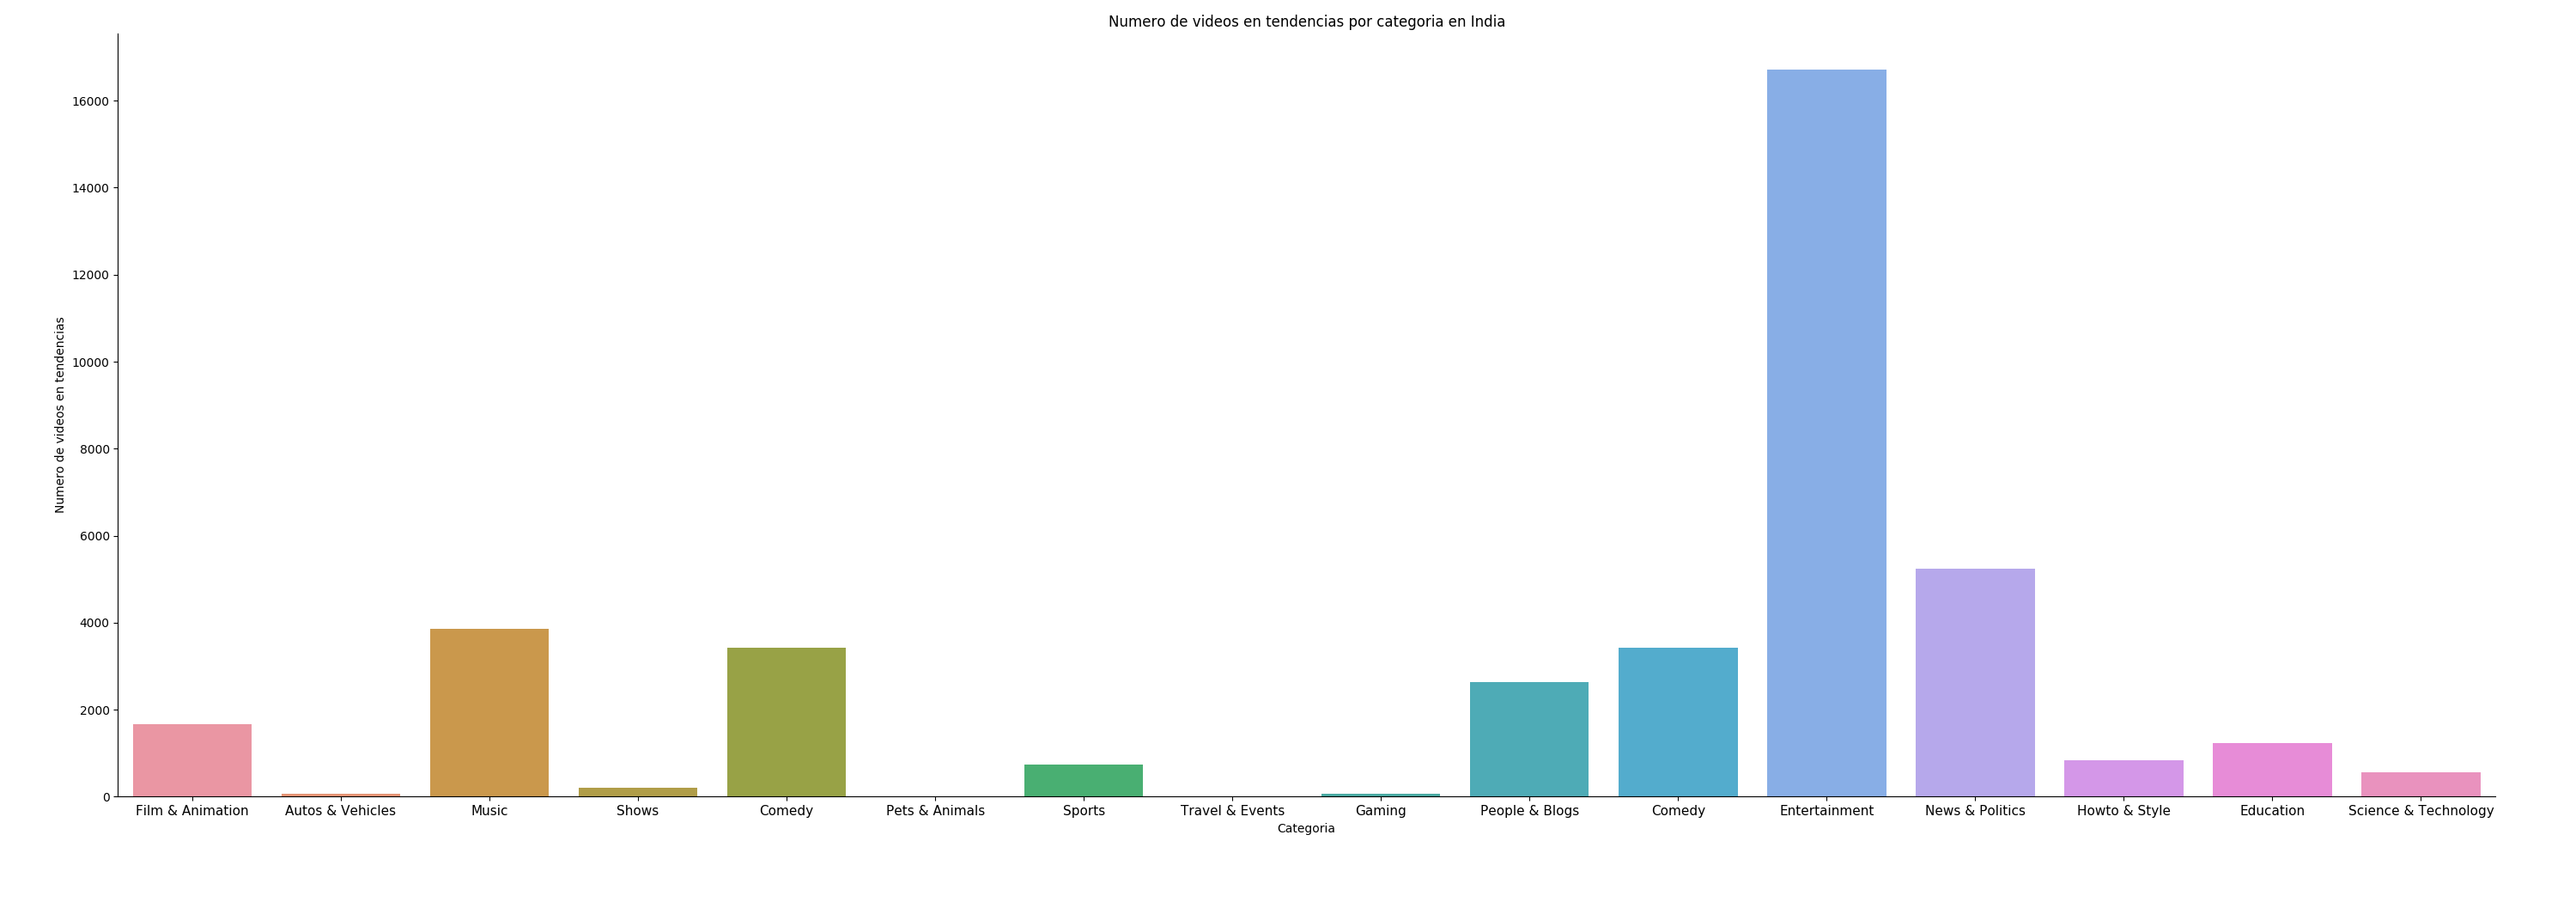 Numero de videos en tendencias por categoria en India
Numero de videos en tendencias
16000
14000
12000
10000
8000
6000
4000
2000
0
Film & Animation Autos & Vehicles Music Shows Comedy Pets & Animals Sports Travel & Events Gaming People & Blogs Comedy Entertainment News & Politics Howto & Style Education Science & Technology
Categoria